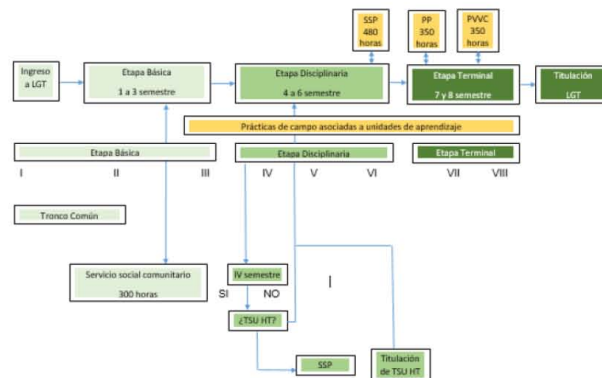 SSP
480
horas
PP
350
horas
PVVC
350
horas
Ingreso
a LGT
Etapa Básica
1 a 3 semestre
Etapa Disciplinaria
4 a 6 semestre
Etapa Terminal
7 y 8 semestre
Titulación
LGT
Prácticas de campo asociadas a unidades de aprendizaje
Etapa Básica
Etapa Disciplinaria
Etapa Terminal
I II III IV V VI VII VIII
Tronco Común
Servicio social comunitario
300 horas
IV semestre
SI NO
¿TSU HT?
SSP
Titulación
de TSU HT